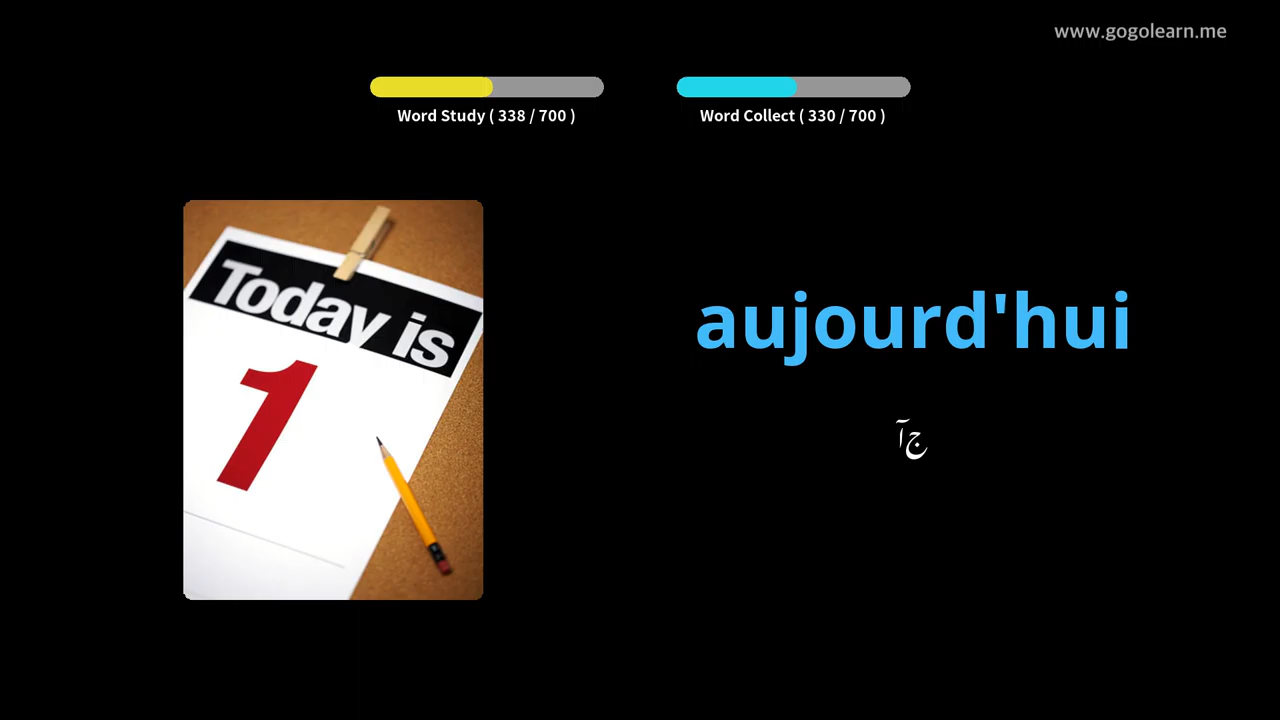 www.gogolearn.me
Word Study ( 338 / 700 )
Word Collect ( 330 / 700 )
Today is
1
aujourd'hui
آج